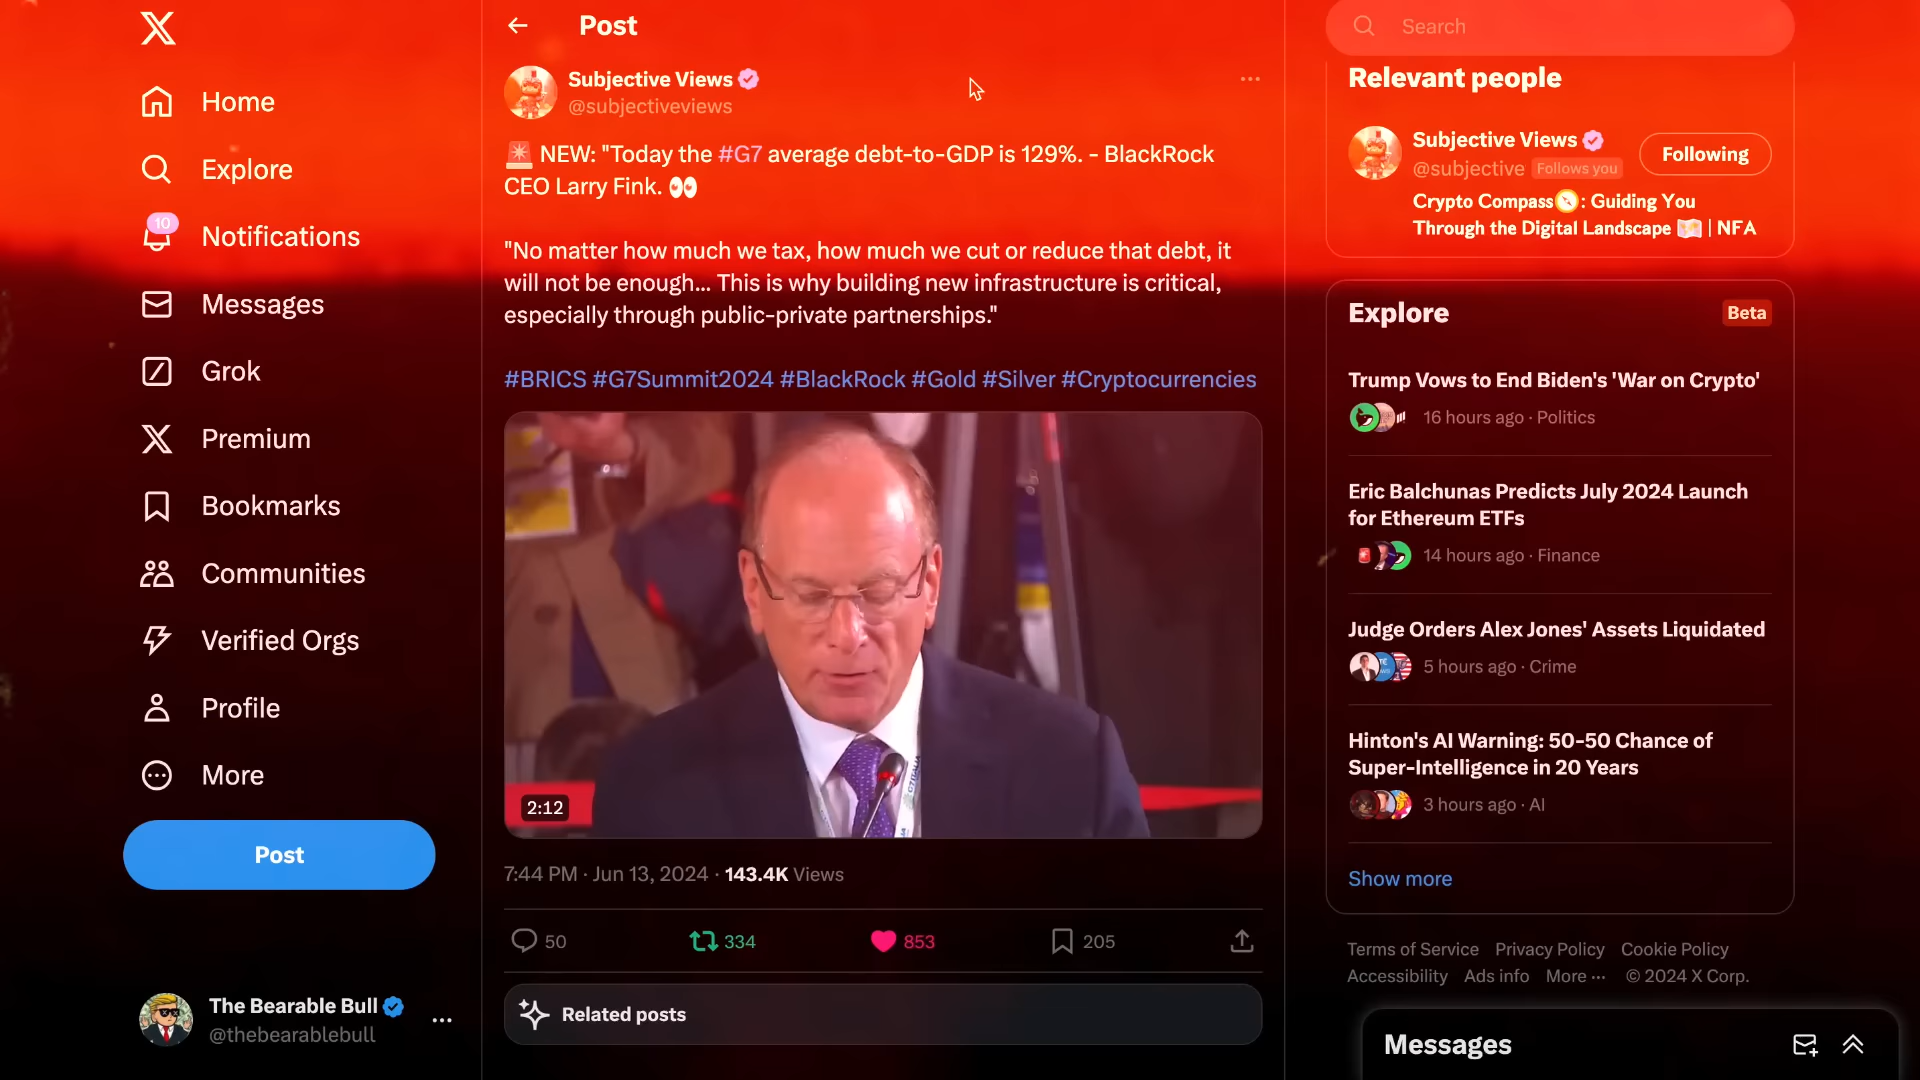 Home
Explore
10
Notifications
Messages
Grok
Premium
Bookmarks
Communities
Verified Orgs
Profile
More
Post
The Bearable Bull
@thebearablebull
Post
Subjective Views
@subjectiveviews
🚨 NEW: "Today the #G7 average debt-to-GDP is 129%. - BlackRock
CEO Larry Fink. 👀
"No matter how much we tax, how much we cut or reduce that debt, it
will not be enough... This is why building new infrastructure is critical,
especially through public-private partnerships."
#BRICS #G7Summit2024 #BlackRock #Gold #Silver #Cryptocurrencies
2:12
7:44 PM · Jun 13, 2024 · 143.4K Views
50 334 853 205
Related posts
Search
Relevant people
Subjective Views
@subjective Follows you
Following
Crypto Compass🧭: Guiding You
Through the Digital Landscape 🗺️ | NFA
Explore
Beta
Trump Vows to End Biden's 'War on Crypto'
16 hours ago · Politics
Eric Balchunas Predicts July 2024 Launch
for Ethereum ETFs
14 hours ago · Finance
Judge Orders Alex Jones' Assets Liquidated
5 hours ago · Crime
Hinton's AI Warning: 50-50 Chance of
Super-Intelligence in 20 Years
3 hours ago · AI
Show more
Terms of Service Privacy Policy Cookie Policy
Accessibility Ads info More ··· © 2024 X Corp.
Messages